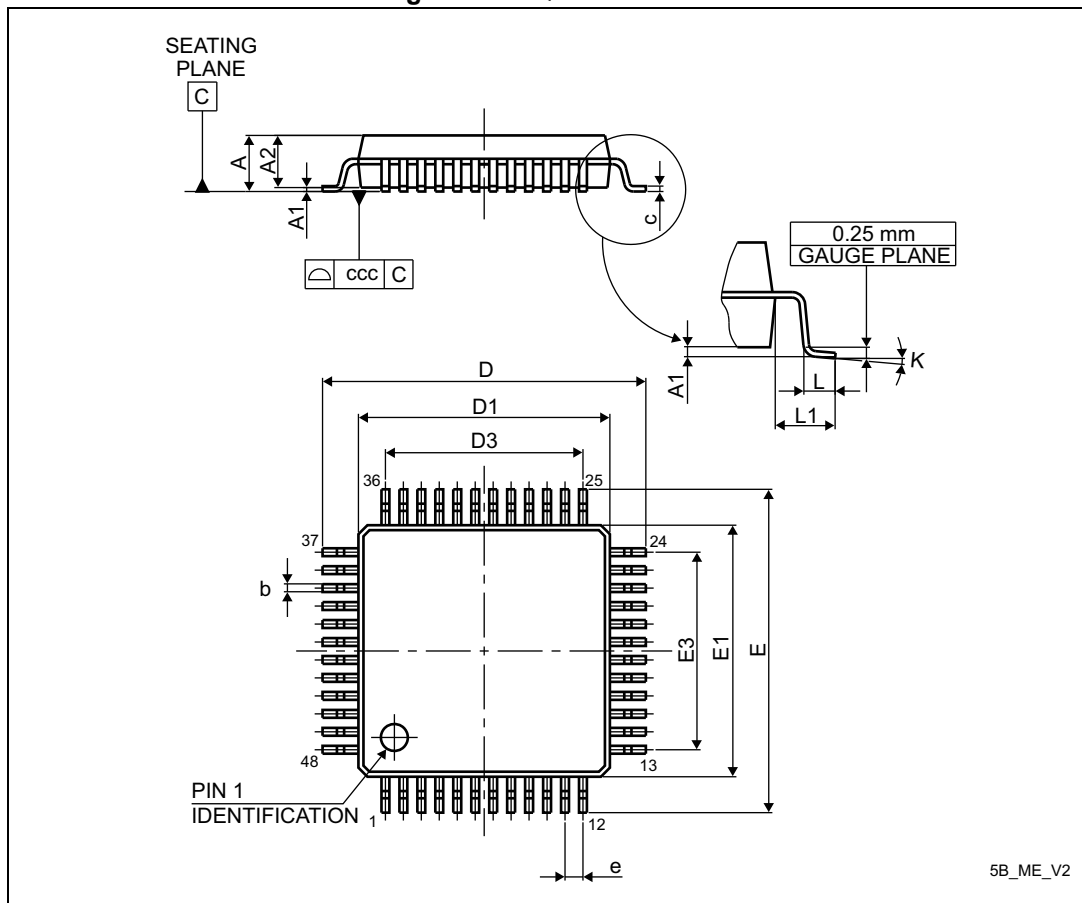 SEATING
PLANE
C
A
A2
A1
c
ccc C
0.25 mm
GAUGE PLANE
A1
K
L
L1
D
D1
D3
36
25
37
24
b
E3
E1
E
48
13
PIN 1
IDENTIFICATION
1
12
e
5B_ME_V2